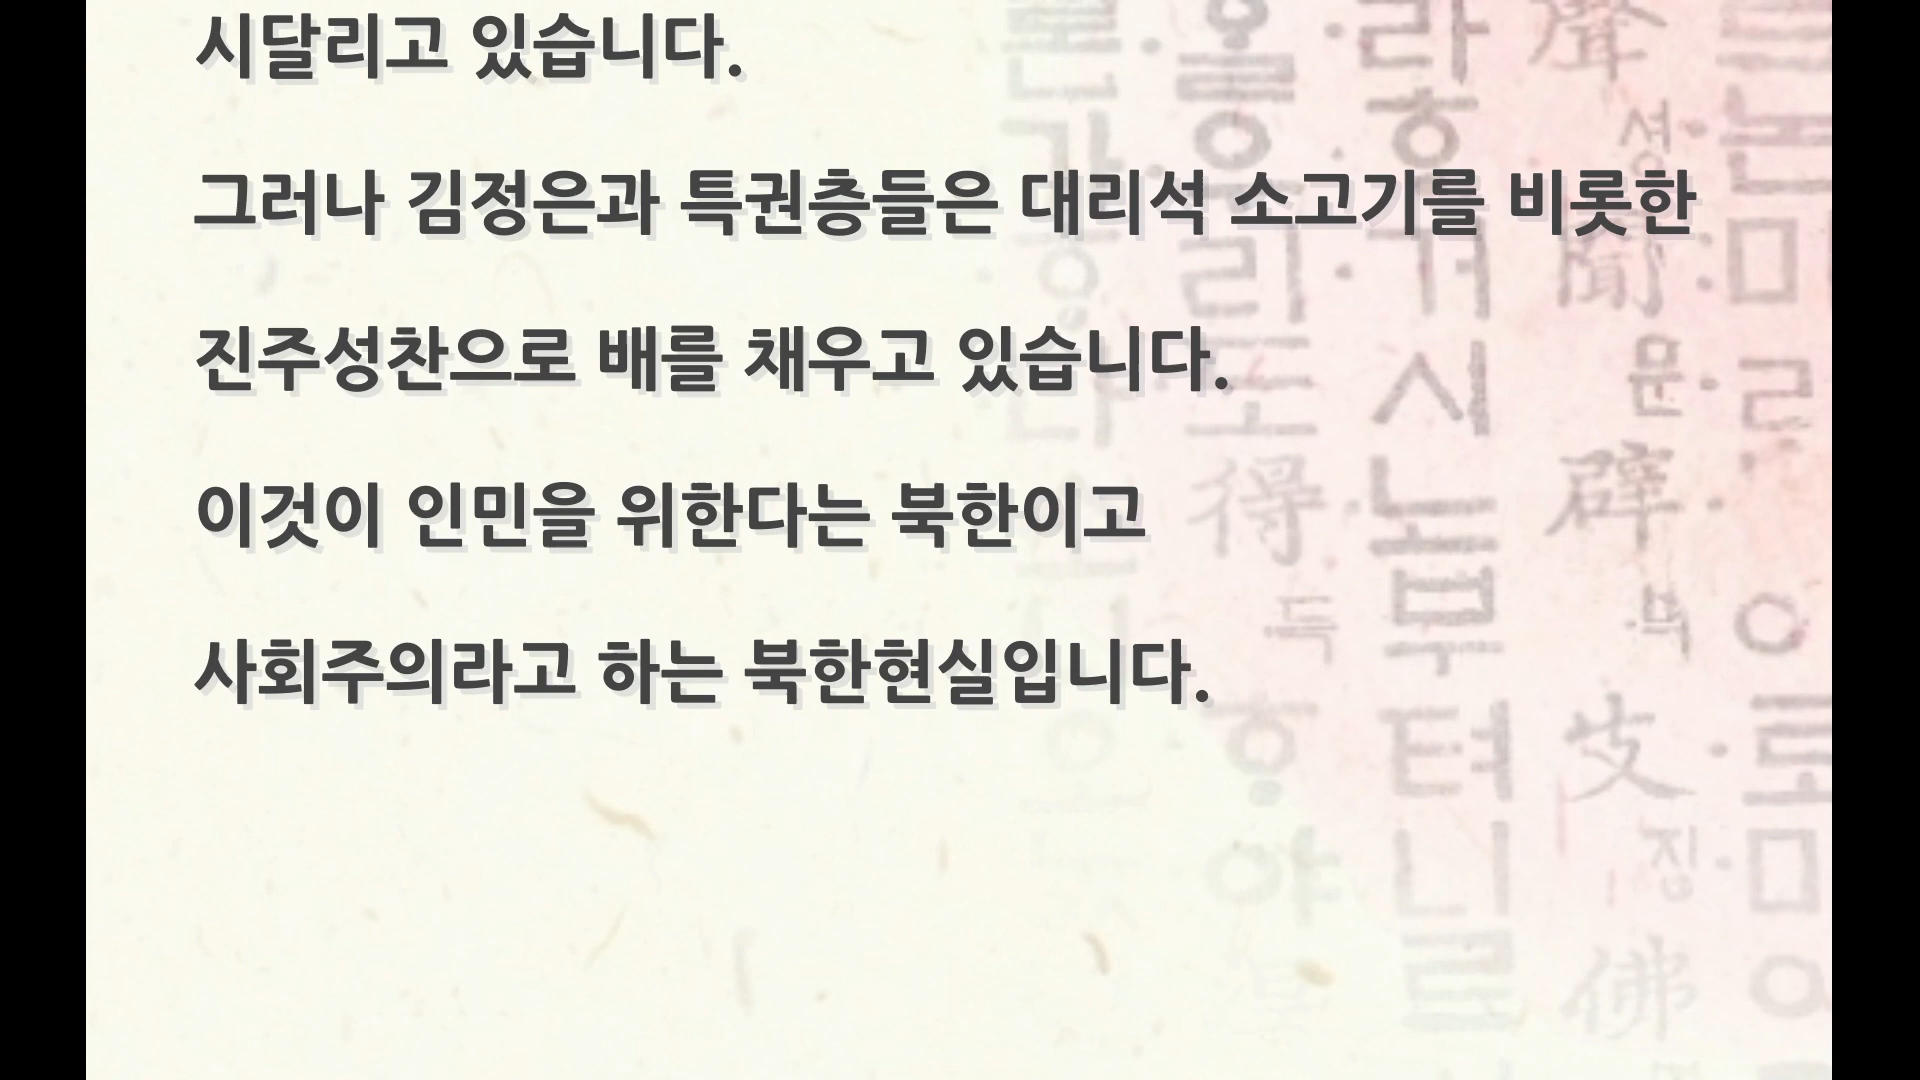 시달리고 있습니다.
그러나 김정은과 특권층들은 대리석 소고기를 비롯한
진주성찬으로 배를 채우고 있습니다.
이것이 인민을 위한다는 북한이고
사회주의라고 하는 북한현실입니다.